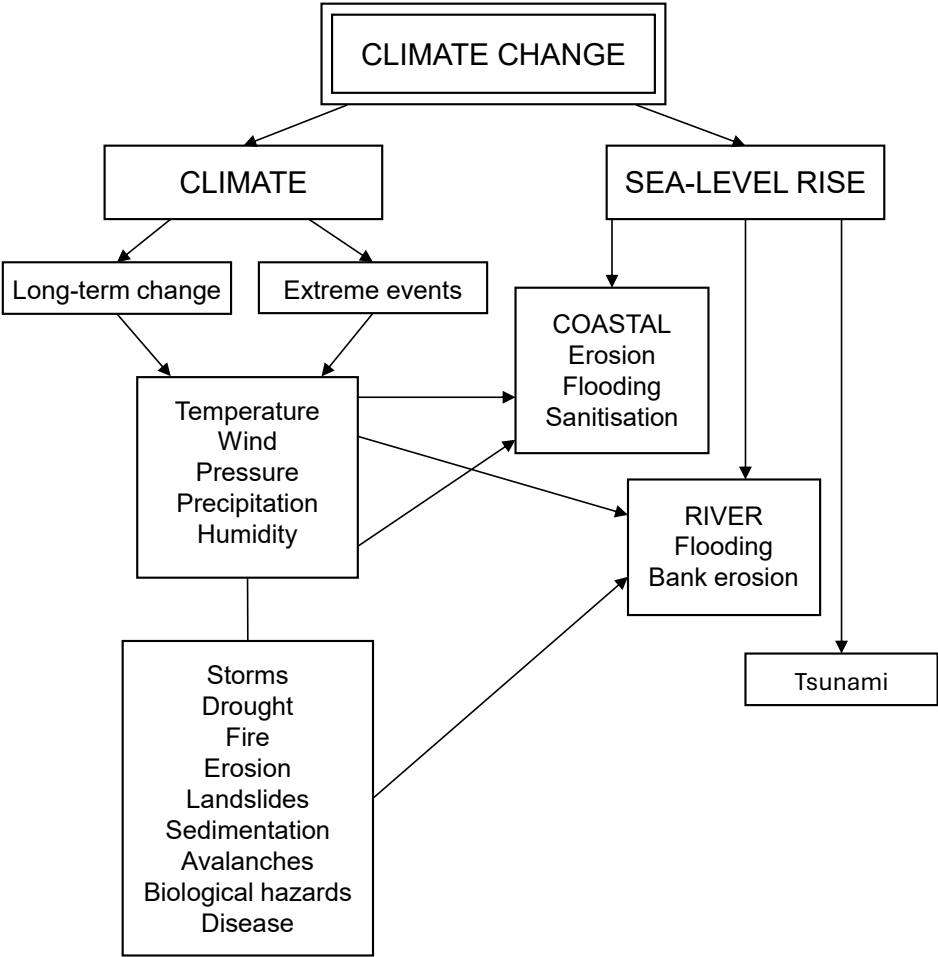 CLIMATE CHANGE
CLIMATE
SEA-LEVEL RISE
Long-term change
Extreme events
COASTAL
Erosion
Flooding
Sanitisation
Temperature
Wind
Pressure
Precipitation
Humidity
RIVER
Flooding
Bank erosion
Tsunami
Storms
Drought
Fire
Erosion
Landslides
Sedimentation
Avalanches
Biological hazards
Disease